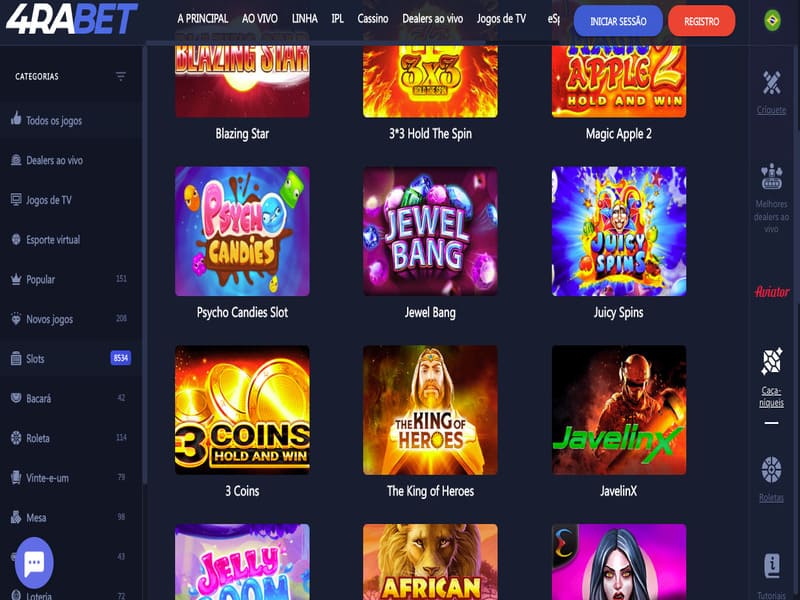 4RABET
A PRINCIPAL
AO VIVO
LINHA
IPL
Cassino
Dealers ao vivo
Jogos de TV
INICIAR SESSÃO
REGISTRO
CATEGORIAS
Todos os jogos
Dealers ao vivo
Jogos de TV
Esporte virtual
Popular 151
Novos jogos 208
Slots 8534
Bacará 42
Roleta 114
Vinte-e-um 79
Mesa 98
43
Loteria 72
BLAZING STAR
Blazing Star
3X3
HOLD THE SPIN
3*3 Hold The Spin
MAGIC
APPLE 2
HOLD AND WIN
Magic Apple 2
PSYCHO
CANDIES
Psycho Candies Slot
JEWEL
BANG
Jewel Bang
JUICY
SPINS
Juicy Spins
3 COINS
HOLD AND WIN
3 Coins
THE KING OF
HEROES
The King of Heroes
JavelinX
JavelinX
JELLY
BOOM
AFRICAN
Críquete
Melhores
dealers ao
vivo
Aviator
Caça-
níqueis
Roletas
Tutoriais